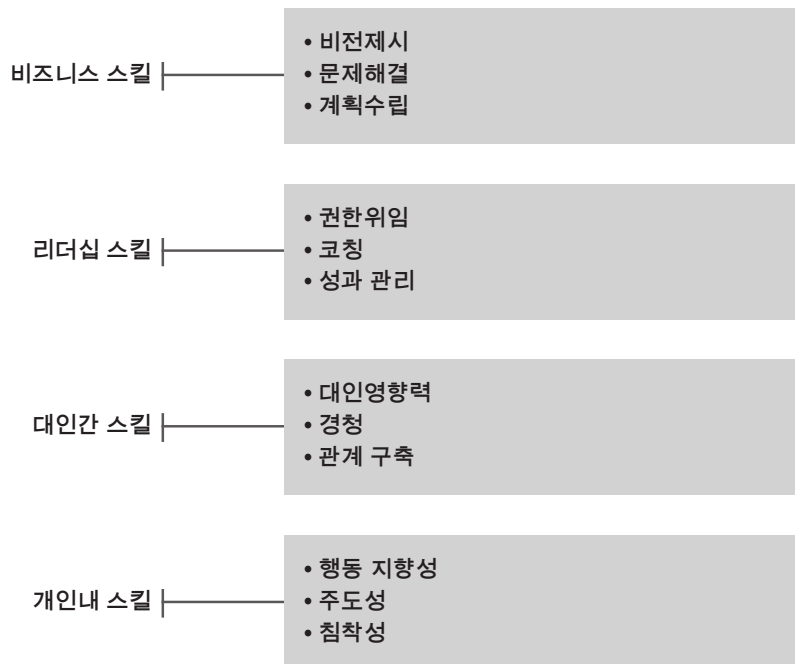 비즈니스 스킬
• 비전제시
• 문제해결
• 계획수립
리더십 스킬
• 권한위임
• 코칭
• 성과 관리
대인간 스킬
• 대인영향력
• 경청
• 관계 구축
개인내 스킬
• 행동 지향성
• 주도성
• 침착성